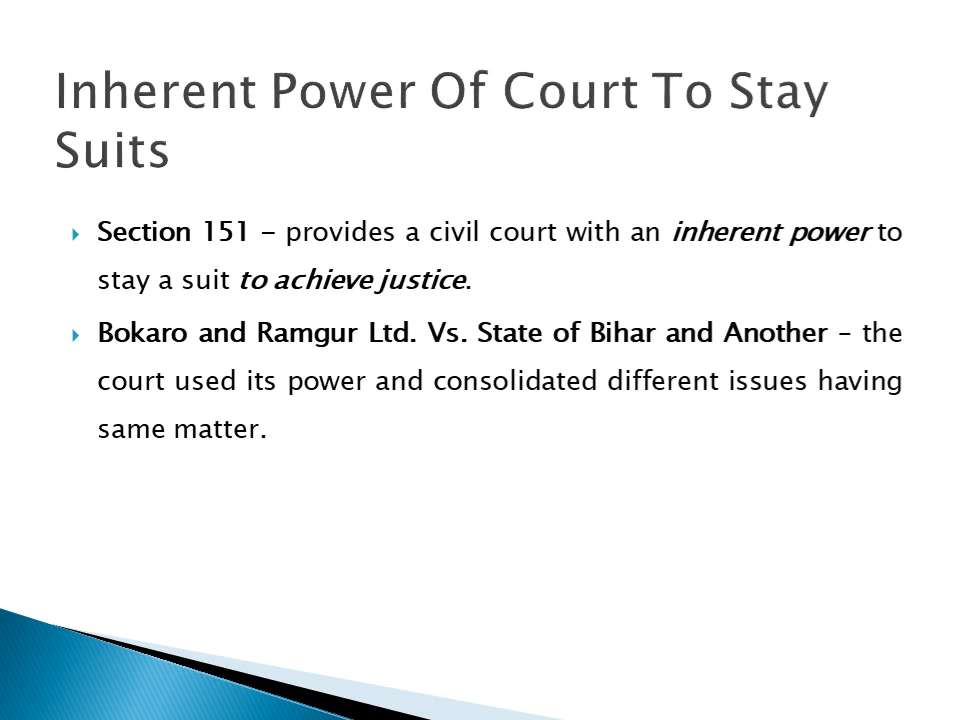 Inherent Power Of Court To Stay
Suits
Section 151 – provides a civil court with an inherent power to
stay a suit to achieve justice.
Bokaro and Ramgur Ltd. Vs. State of Bihar and Another – the
court used its power and consolidated different issues having
same matter.